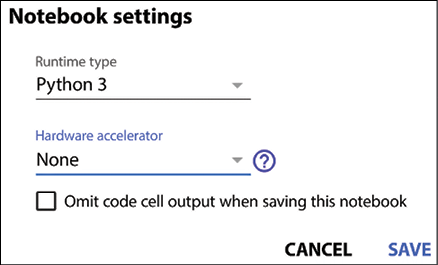 Notebook settings
Runtime type
Python 3
Hardware accelerator
None
?
Omit code cell output when saving this notebook
CANCEL SAVE